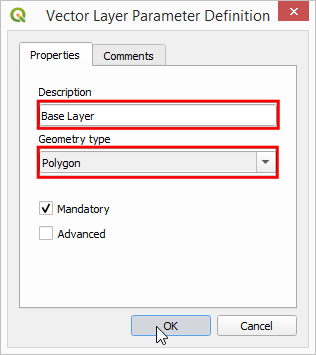 Vector Layer Parameter Definition
Properties
Comments
Description
Base Layer
Geometry type
Polygon
Mandatory
Advanced
OK
Cancel